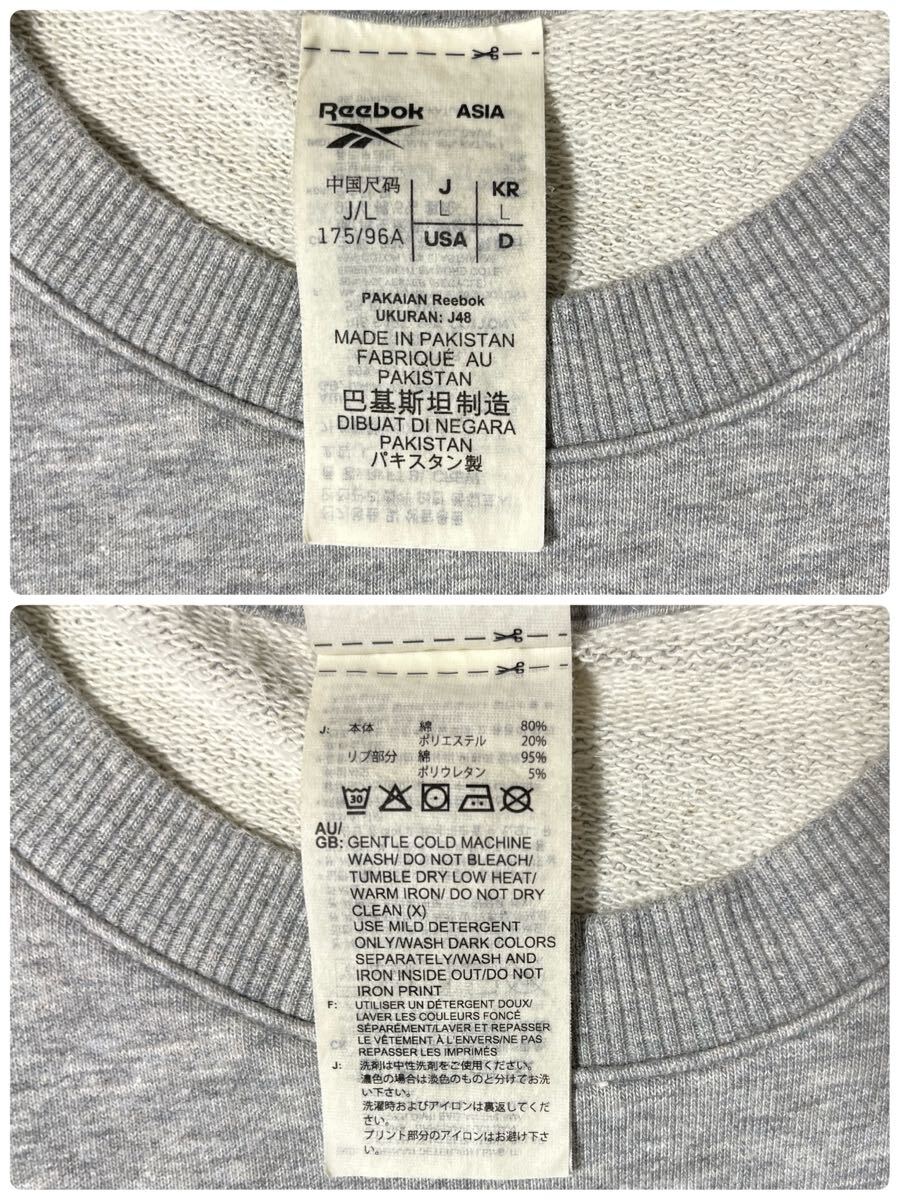 Reebok ASIA
中国尺码 J KR
J/L L L
175/96A USA D
PAKAIAN Reebok
UKURAN: J48
MADE IN PAKISTAN
FABRIQUÉ AU
PAKISTAN
巴基斯坦制造
DIBUAT DI NEGARA
PAKISTAN
パキスタン製
J: 本体 綿 80%
ポリエステル 20%
リブ部分 綿 95%
ポリウレタン 5%
30
AU/
GB: GENTLE COLD MACHINE
WASH/ DO NOT BLEACH/
TUMBLE DRY LOW HEAT/
WARM IRON/ DO NOT DRY
CLEAN (X)
USE MILD DETERGENT
ONLY/WASH DARK COLORS
SEPARATELY/WASH AND
IRON INSIDE OUT/DO NOT
IRON PRINT
F: UTILISER UN DÉTERGENT DOUX/
LAVER LES COULEURS FONCÉ
SÉPARÉMENT/LAVER ET REPASSER
LE VÊTEMENT À L'ENVERS/NE PAS
REPASSER LES IMPRIMÉS
J: 洗剤は中性洗剤をご使用ください。
濃色の場合は淡色のものと分けてお洗
い下さい。
洗濯時およびアイロンは裏返してくだ
さい。
プリント部分のアイロンはお避け下さ
い。